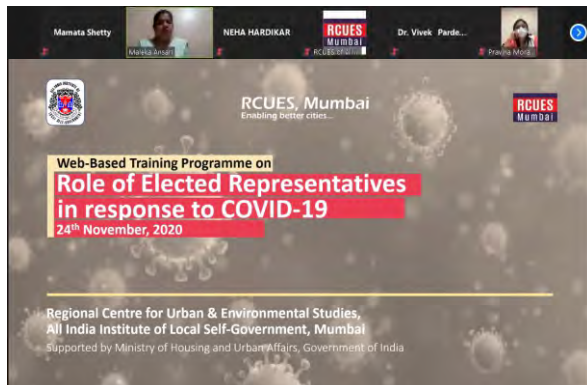 Mamata Shetty
NEHA HARDIKAR
RCUES
Mumbai
Dr. Vivek Parde...
Maleka Ansari
RCUES of
Pravina More
RCUES, Mumbai
Enabling better cities...
RCUES
Mumbai
Web-Based Training Programme on
Role of Elected Representatives
in response to COVID-19
24th November, 2020
Regional Centre for Urban & Environmental Studies,
All India Institute of Local Self-Government, Mumbai
Supported by Ministry of Housing and Urban Affairs, Government of India